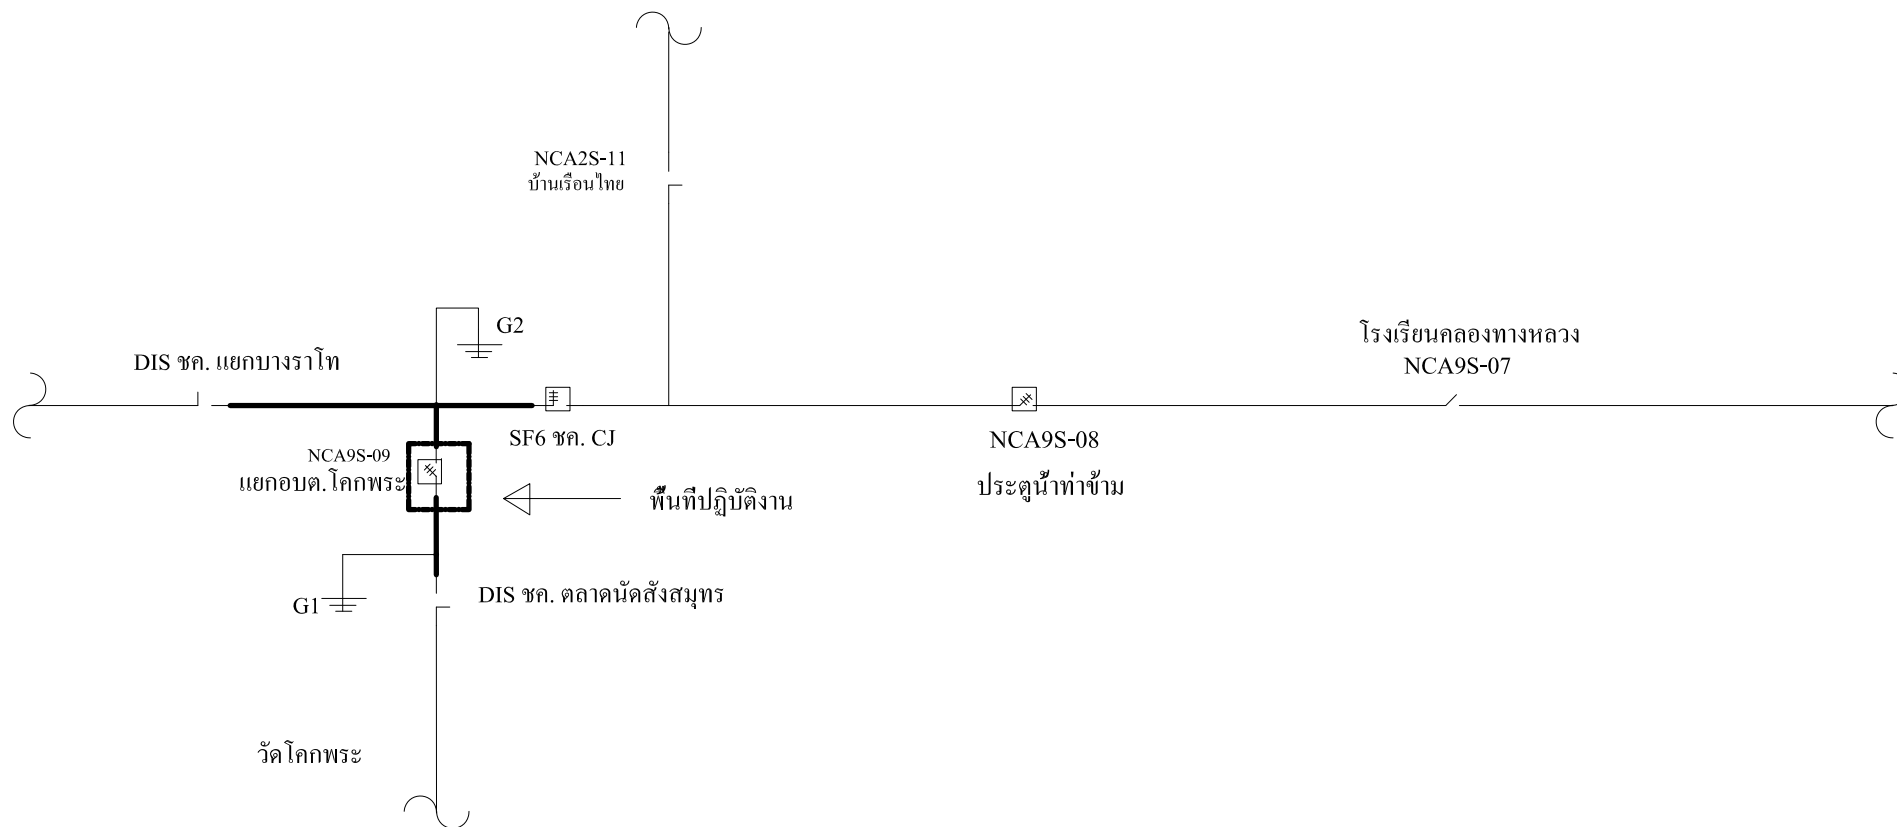 NCA2S-11
บ้านเรือนไทย
G2
โรงเรียนคลองทางหลวง
NCA9S-07
DIS ชค. แยกบางราโท
SF6 ชค. CJ
NCA9S-08
ประตูน้ำท่าข้าม
NCA9S-09
แยกอบต.โคกพระ
พื้นที่ปฏิบัติงาน
G1
DIS ชค. ตลาดนัดสังสมุทร
วัดโคกพระ